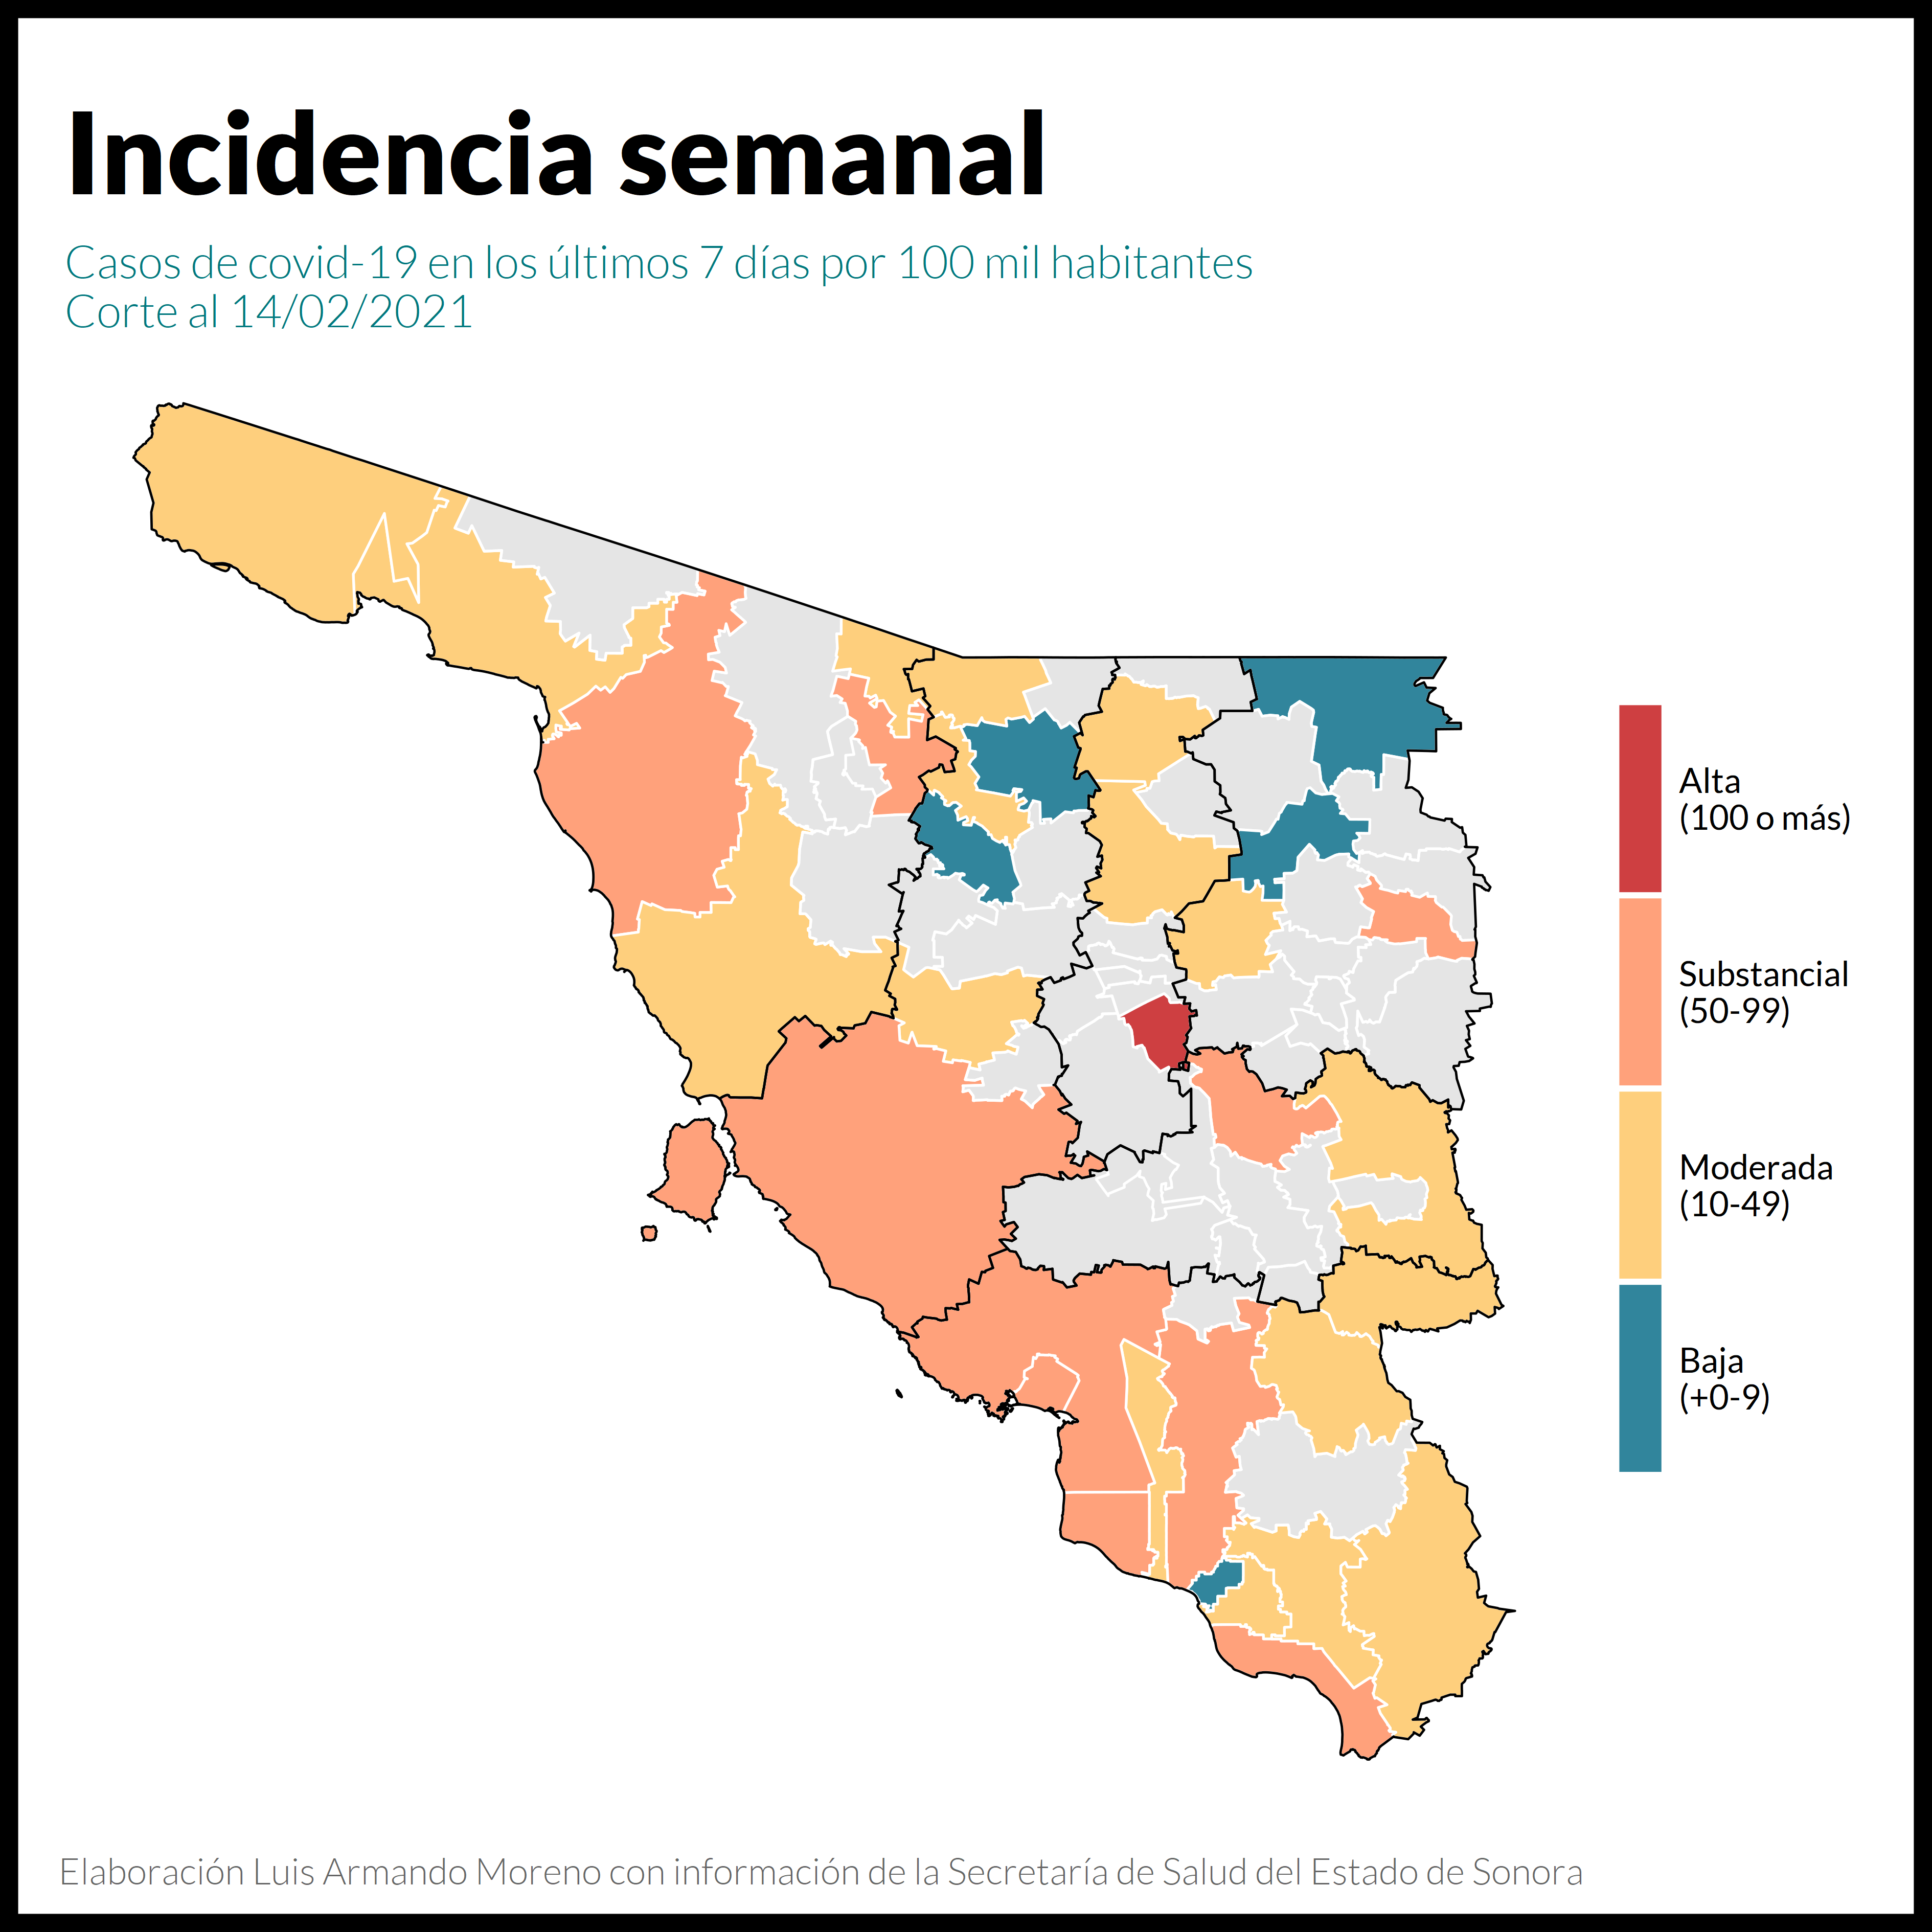 Incidencia semanal
Casos de covid-19 en los últimos 7 días por 100 mil habitantes
Corte al 14/02/2021
Alta
(100 o más)
Substancial
(50-99)
Moderada
(10-49)
Baja
(+0-9)
Elaboración Luis Armando Moreno con información de la Secretaría de Salud del Estado de Sonora